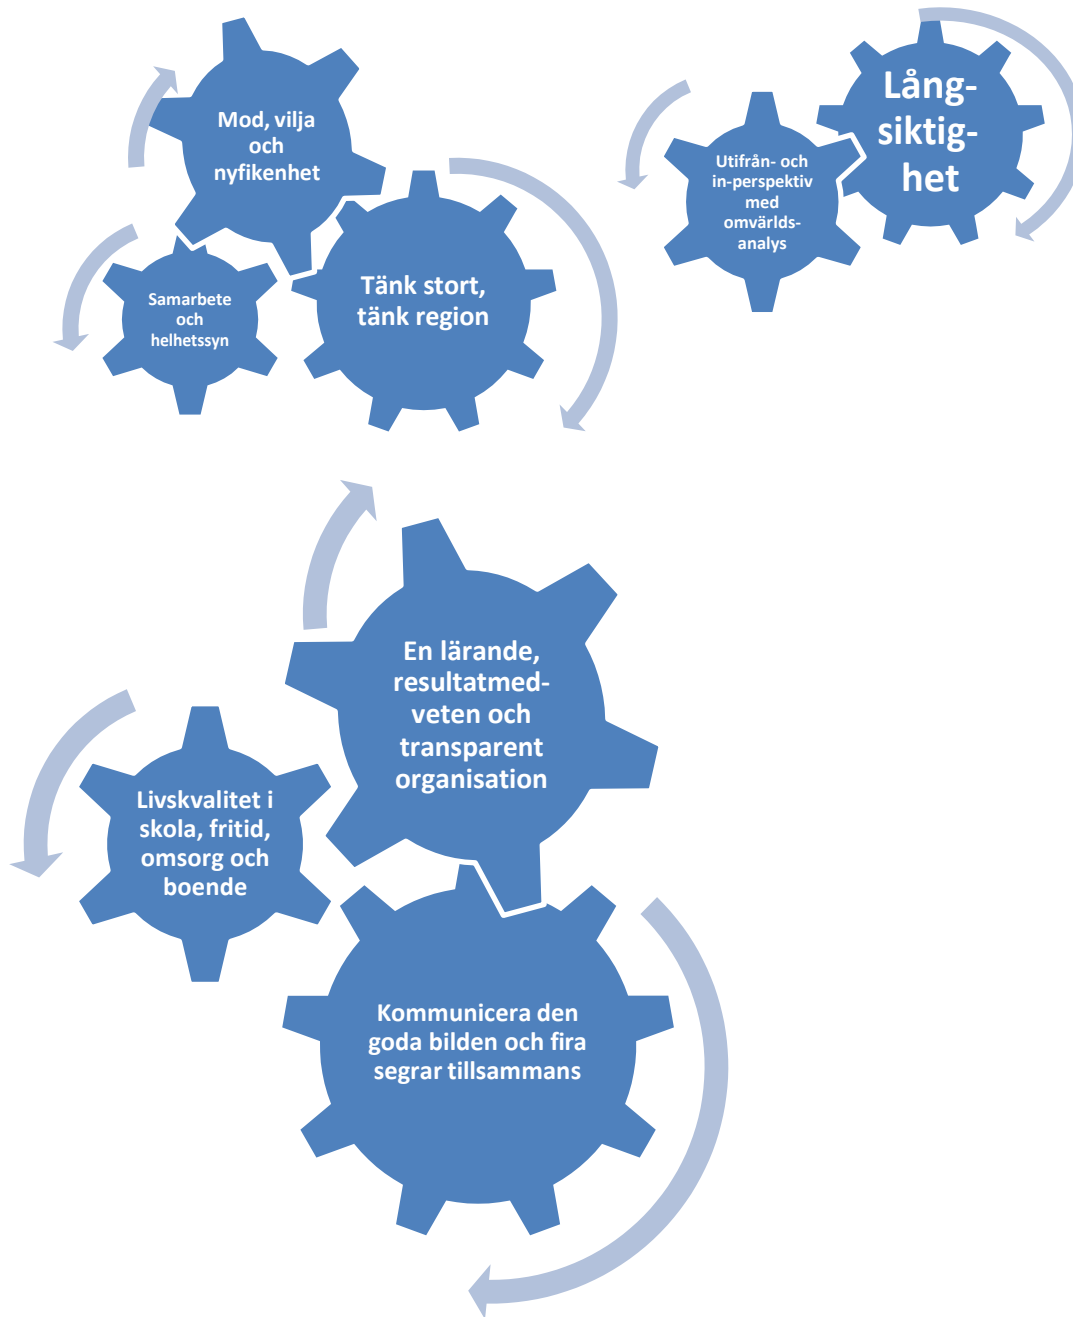 Mod, vilja
och
nyfikenhet
Samarbete
och
helhetssyn
Tänk stort,
tänk region
Utifrån- och
in-perspektiv
med
omvärlds-
analys
Lång-
siktig-
het
En lärande,
resultatmed-
veten och
transparent
organisation
Livskvalitet i
skola, fritid,
omsorg och
boende
Kommunicera den
goda bilden och fira
segrar tillsammans